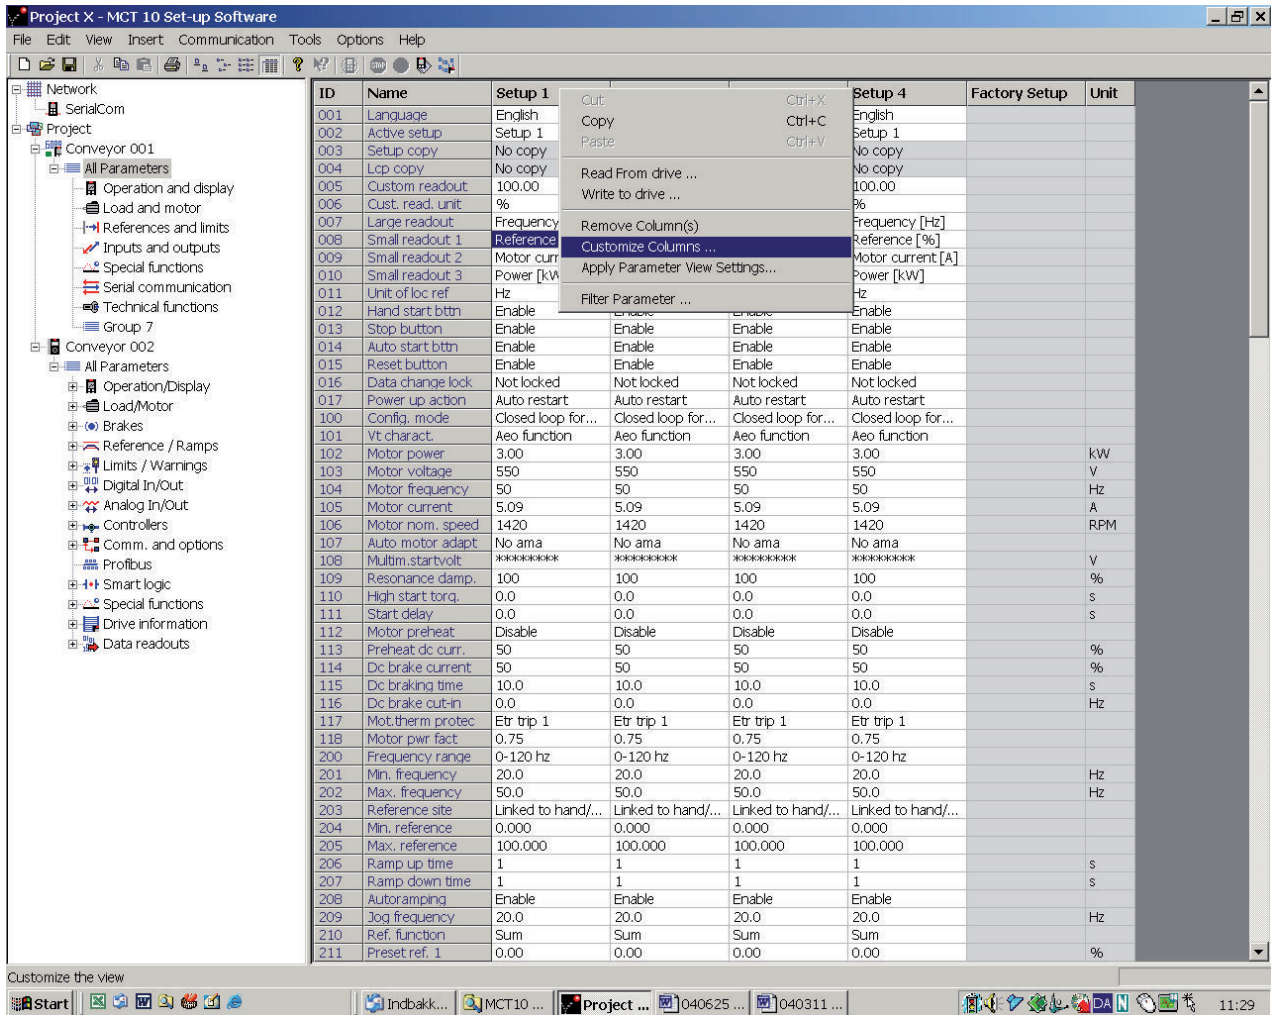 Project X - MCT 10 Set-up Software
File Edit View Insert Communication Tools Options Help
Network
SerialCom
Project
Conveyor 001
All Parameters
Operation and display
Load and motor
References and limits
Inputs and outputs
Special functions
Serial communication
Technical functions
Group 7
Conveyor 002
All Parameters
Operation/Display
Load/Motor
Brakes
Reference / Ramps
Limits / Warnings
Digital In/Out
Analog In/Out
Controllers
Comm. and options
Profibus
Smart logic
Special functions
Drive information
Data readouts
ID Name Setup 1 Setup 4 Factory Setup Unit
001 Language English English
002 Active setup Setup 1 Setup 1
003 Setup copy No copy No copy
004 Lcp copy No copy No copy
005 Custom readout 100.00 100.00
006 Cust. read. unit % %
007 Large readout Frequency Frequency [Hz]
008 Small readout 1 Reference Reference [%]
009 Small readout 2 Motor curr Motor current [A]
010 Small readout 3 Power [kW Power [kW]
011 Unit of loc ref Hz Hz
012 Hand start bttn Enable Enable Enable Enable
013 Stop button Enable Enable Enable Enable
014 Auto start bttn Enable Enable Enable Enable
015 Reset button Enable Enable Enable Enable
016 Data change lock Not locked Not locked Not locked Not locked
017 Power up action Auto restart Auto restart Auto restart Auto restart
100 Config. mode Closed loop for... Closed loop for... Closed loop for... Closed loop for...
101 Vt charact. Aeo function Aeo function Aeo function Aeo function
102 Motor power 3.00 3.00 3.00 3.00 kW
103 Motor voltage 550 550 550 550 V
104 Motor frequency 50 50 50 50 Hz
105 Motor current 5.09 5.09 5.09 5.09 A
106 Motor nom. speed 1420 1420 1420 1420 RPM
107 Auto motor adapt No ama No ama No ama No ama
108 Multim.startvolt ******** ******** ******** ******** V
109 Resonance damp. 100 100 100 100 %
110 High start torq. 0.0 0.0 0.0 0.0 s
111 Start delay 0.0 0.0 0.0 0.0 s
112 Motor preheat Disable Disable Disable Disable
113 Preheat dc curr. 50 50 50 50 %
114 Dc brake current 50 50 50 50 %
115 Dc braking time 10.0 10.0 10.0 10.0 s
116 Dc brake cut-in 0.0 0.0 0.0 0.0 Hz
117 Mot.therm protec Etr trip 1 Etr trip 1 Etr trip 1 Etr trip 1
118 Motor pwr fact 0.75 0.75 0.75 0.75
200 Frequency range 0-120 hz 0-120 hz 0-120 hz 0-120 hz
201 Min. frequency 20.0 20.0 20.0 20.0 Hz
202 Max. frequency 50.0 50.0 50.0 50.0 Hz
203 Reference site Linked to hand/... Linked to hand/... Linked to hand/... Linked to hand/...
204 Min. reference 0.000 0.000 0.000 0.000
205 Max. reference 100.000 100.000 100.000 100.000
206 Ramp up time 1 1 1 1 s
207 Ramp down time 1 1 1 1 s
208 Autoramping Enable Enable Enable Enable
209 Jog frequency 20.0 20.0 20.0 20.0 Hz
210 Ref. function Sum Sum Sum Sum
211 Preset ref. 1 0.00 0.00 0.00 0.00 %
Cut Ctrl+X
Copy Ctrl+C
Paste Ctrl+V
Read From drive ...
Write to drive ...
Remove Column(s)
Customize Columns ...
Apply Parameter View Settings...
Filter Parameter ...
Customize the view
Start Indbakk... MCT10 ... Project ... 040625 ... 040311 ... DA N 11:29